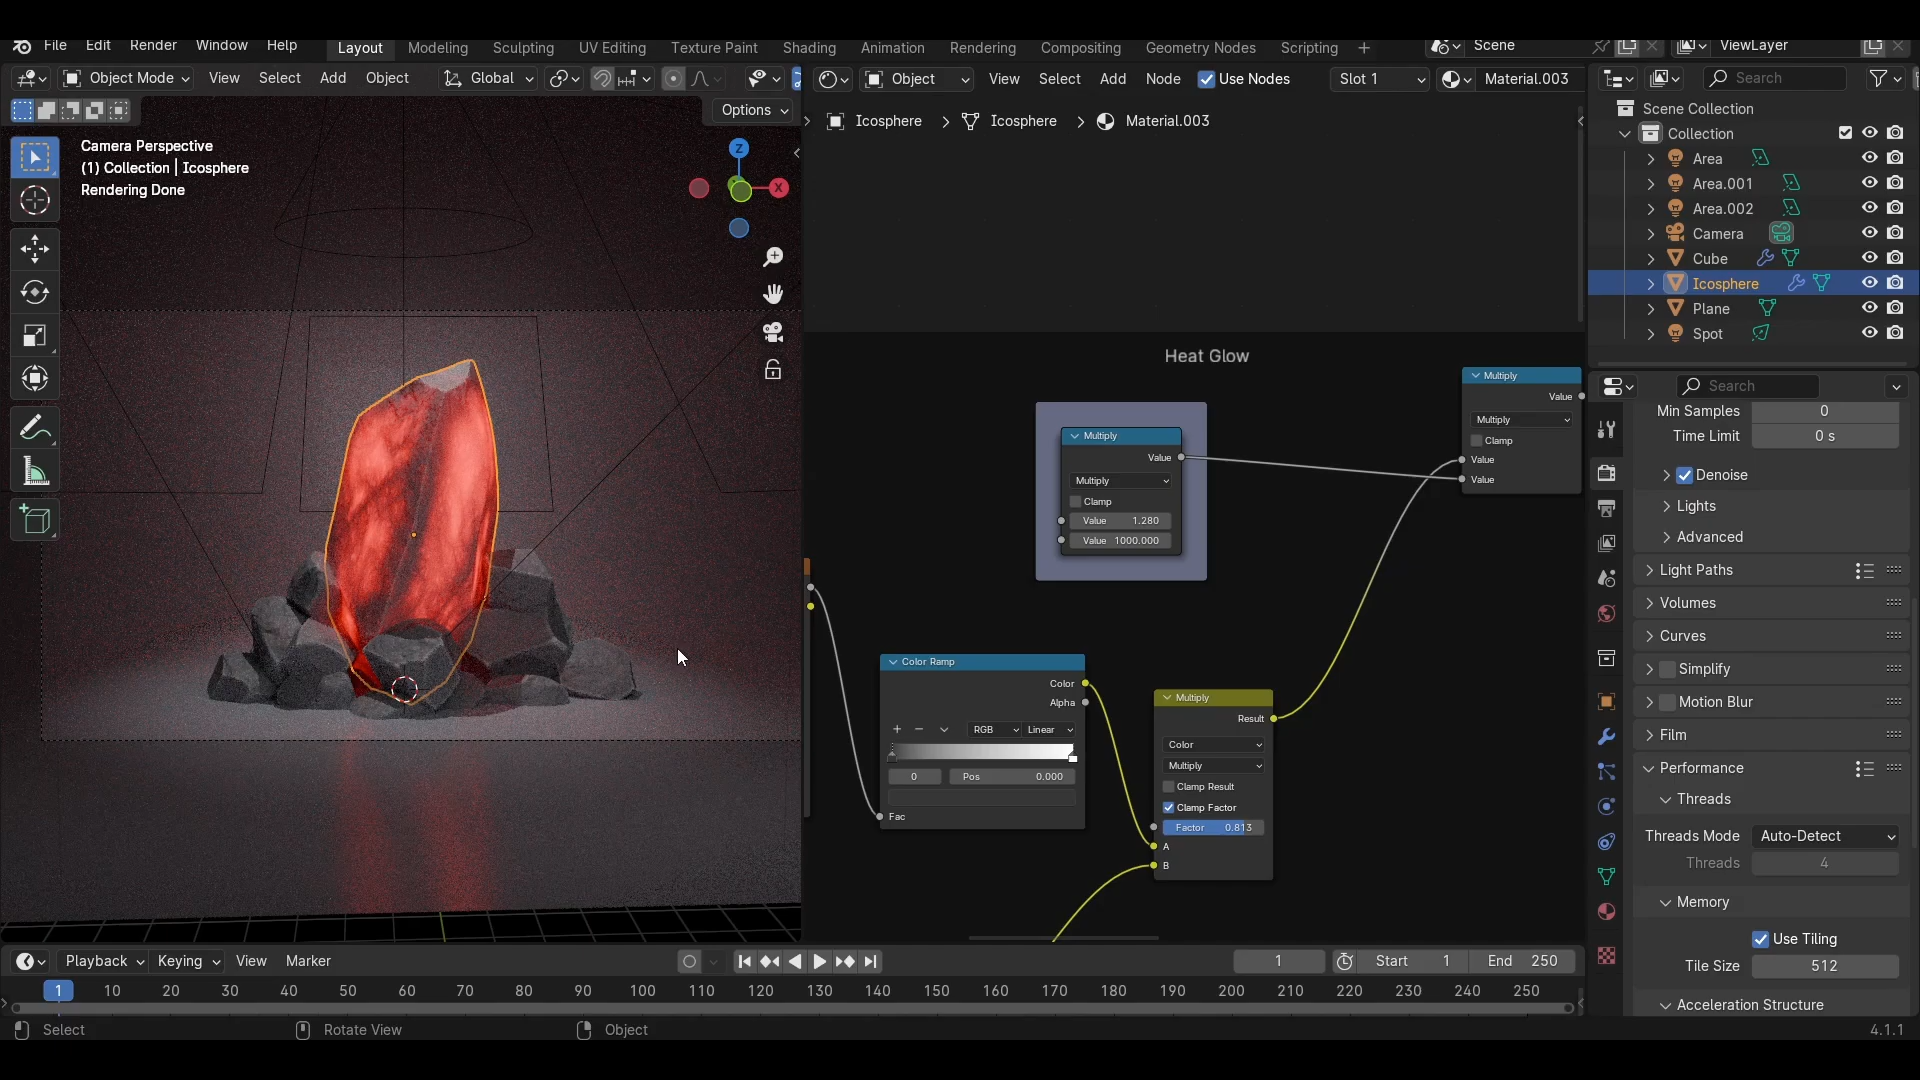 File Edit Render Window Help Layout Modeling Sculpting UV Editing Texture Paint Shading Animation Rendering Compositing Geometry Nodes Scripting + Scene ViewLayer
Object Mode View Select Add Object Global
Options
Camera Perspective
(1) Collection | Icosphere
Rendering Done
Z
X
Object View Select Add Node Use Nodes Slot 1 Material.003
Icosphere > Icosphere > Material.003
Heat Glow
Multiply
Value
Multiply
Clamp
Value 1.280
Value 1000.000
Multiply
Value
Multiply
Clamp
Value
Value
Color Ramp
Color
Alpha
RGB Linear
0 Pos 0.000
Fac
Multiply
Result
Color
Multiply
Clamp Result
Clamp Factor
Factor 0.813
A
B
Search
Scene Collection
Collection
Area
Area.001
Area.002
Camera
Cube
Icosphere
Plane
Spot
Search
Min Samples 0
Time Limit 0 s
Denoise
Lights
Advanced
Light Paths
Volumes
Curves
Simplify
Motion Blur
Film
Performance
Threads
Threads Mode Auto-Detect
Threads 4
Memory
Use Tiling
Tile Size 512
Acceleration Structure
Playback Keying View Marker 1 Start 1 End 250
1 10 20 30 40 50 60 70 80 90 100 110 120 130 140 150 160 170 180 190 200 210 220 230 240 250
Select Rotate View Object 4.1.1